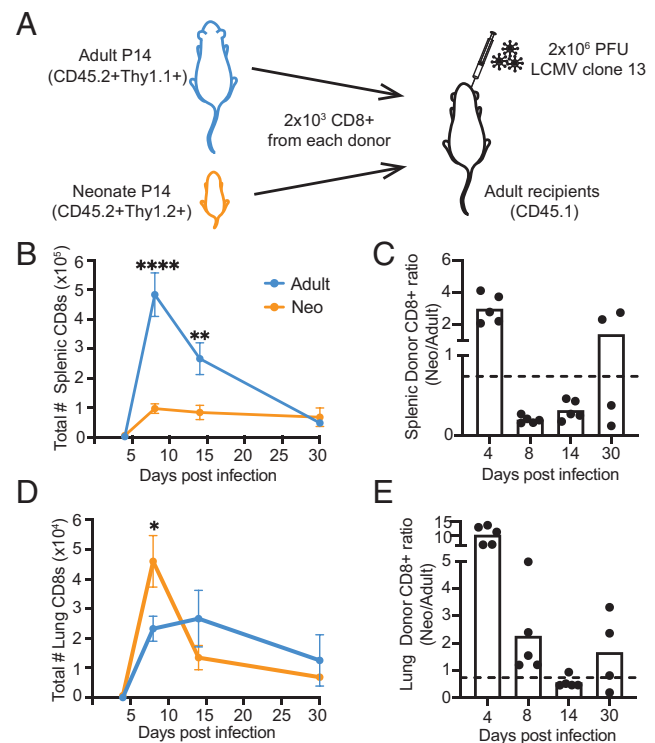 A
Adult P14
(CD45.2+Thy1.1+)
2x10⁶ PFU
LCMV clone 13
2x10³ CD8+
from each donor
Neonate P14
(CD45.2+Thy1.2+)
Adult recipients
(CD45.1)
B
Total # Splenic CD8s (x10⁵)
6
5
4
3
2
1
0
****
**
Adult
Neo
5 10 15 20 25 30
Days post infection
C
Splenic Donor CD8+ ratio
(Neo/Adult)
6
4
2
1
0
4 8 14 30
Days post infection
D
Total # Lung CD8s (x10⁴)
6
5
4
3
2
1
0
*
5 10 15 20 25 30
Days post infection
E
Lung Donor CD8+ ratio
(Neo/Adult)
15
10
5
5
4
3
2
1
0
4 8 14 30
Days post infection